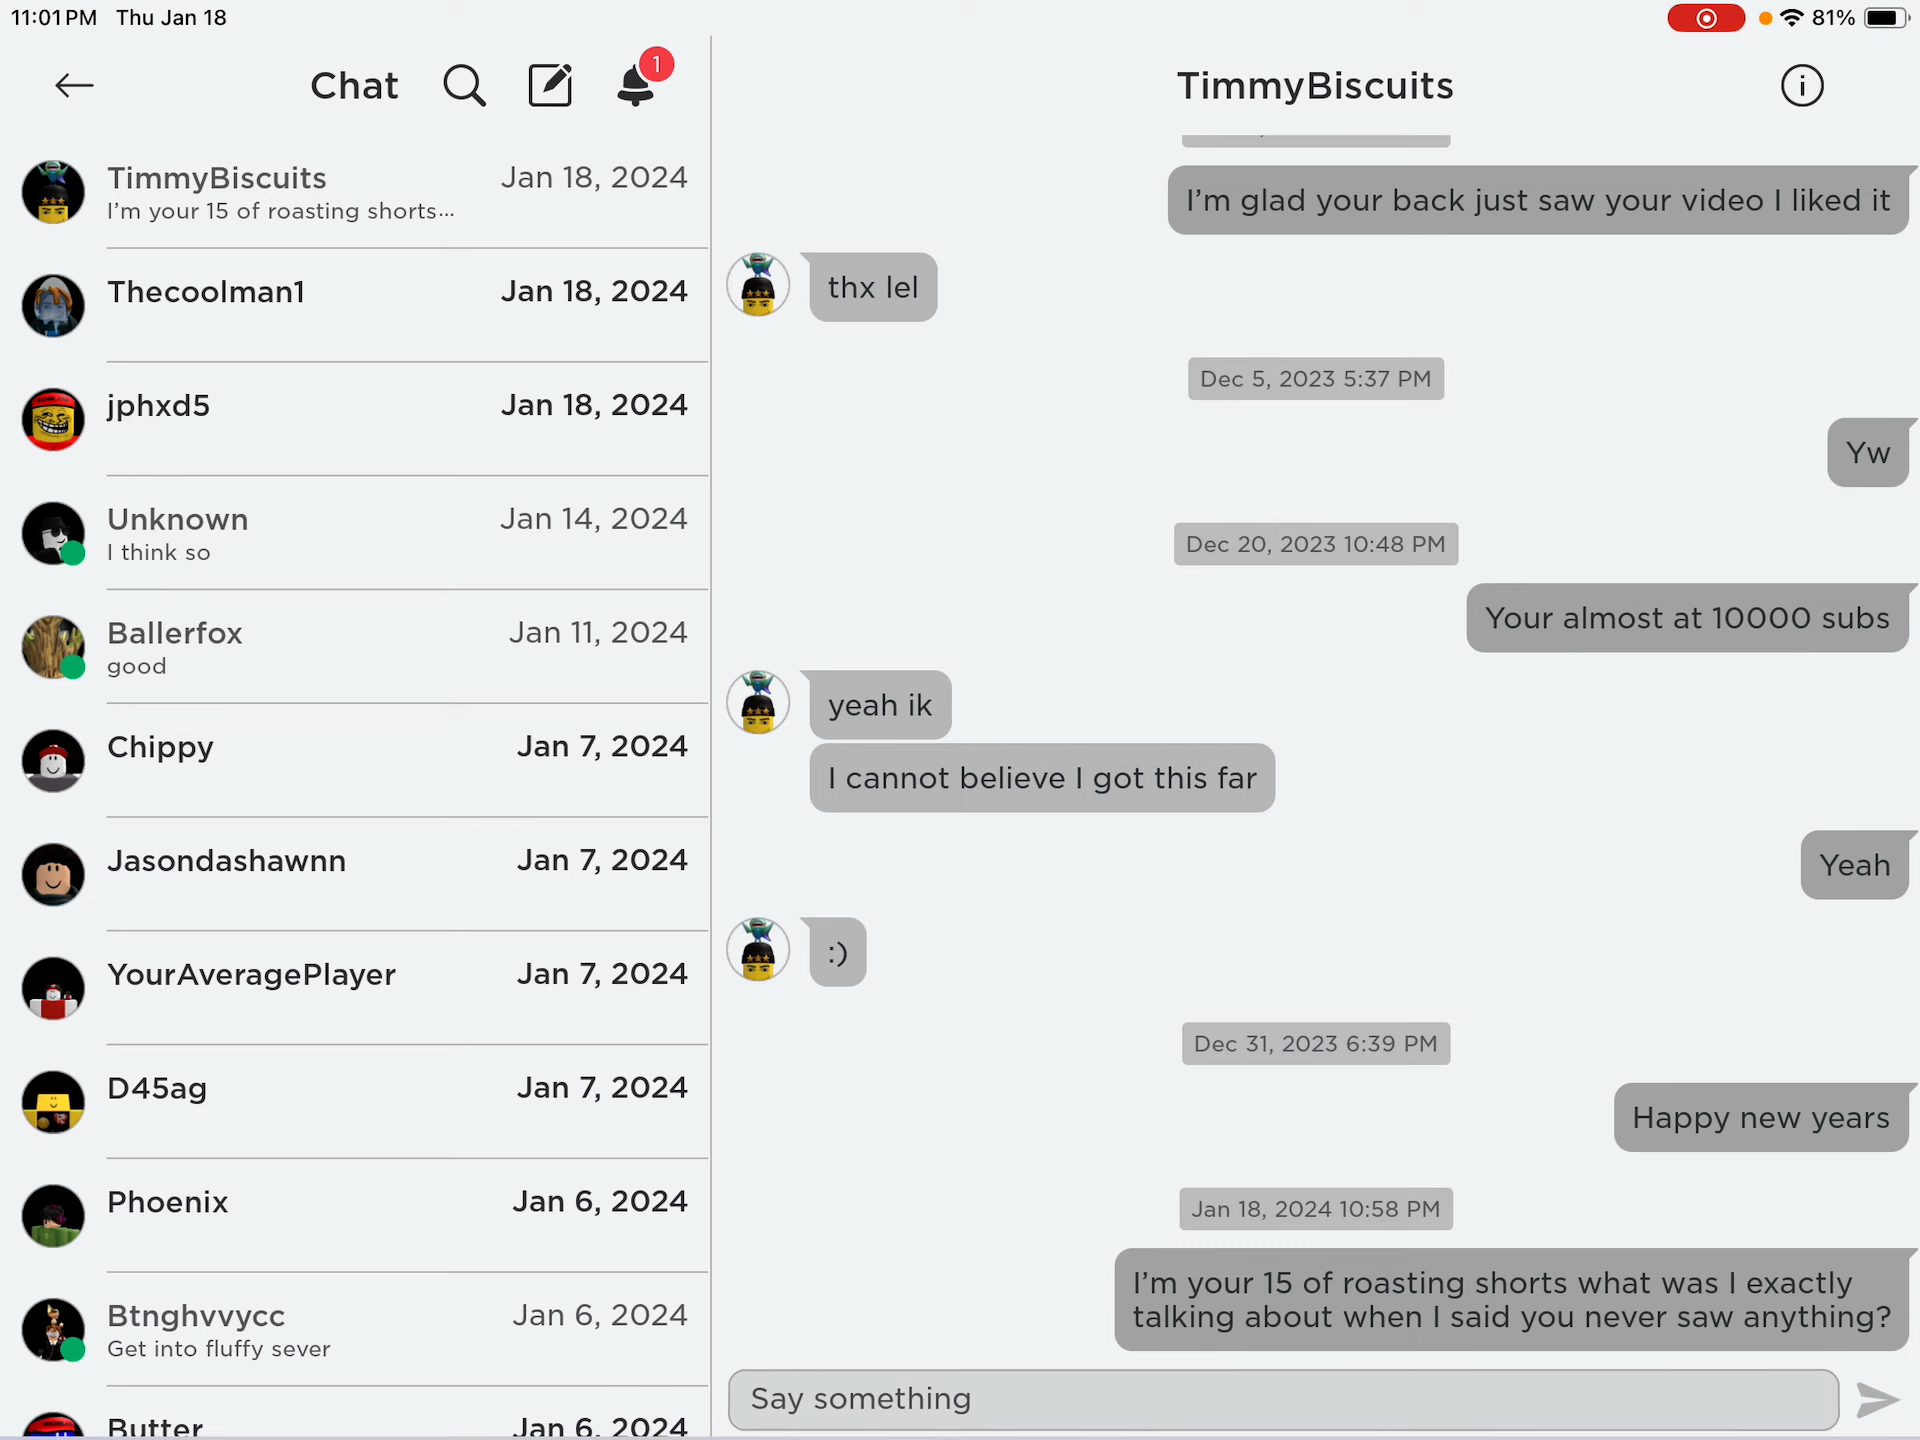 11:01 PM Thu Jan 18
81%
Chat
1
TimmyBiscuits
Jan 18, 2024
I'm your 15 of roasting shorts...
Thecoolman1
Jan 18, 2024
jphxd5
Jan 18, 2024
Unknown
Jan 14, 2024
I think so
Ballerfox
Jan 11, 2024
good
Chippy
Jan 7, 2024
Jasondashawnn
Jan 7, 2024
YourAveragePlayer
Jan 7, 2024
D45ag
Jan 7, 2024
Phoenix
Jan 6, 2024
Btnghvvycc
Jan 6, 2024
Get into fluffy sever
Butter
Jan 6, 2024
TimmyBiscuits
I'm glad your back just saw your video I liked it
thx lel
Dec 5, 2023 5:37 PM
Yw
Dec 20, 2023 10:48 PM
Your almost at 10000 subs
yeah ik
I cannot believe I got this far
Yeah
:)
Dec 31, 2023 6:39 PM
Happy new years
Jan 18, 2024 10:58 PM
I'm your 15 of roasting shorts what was I exactly
talking about when I said you never saw anything?
Say something